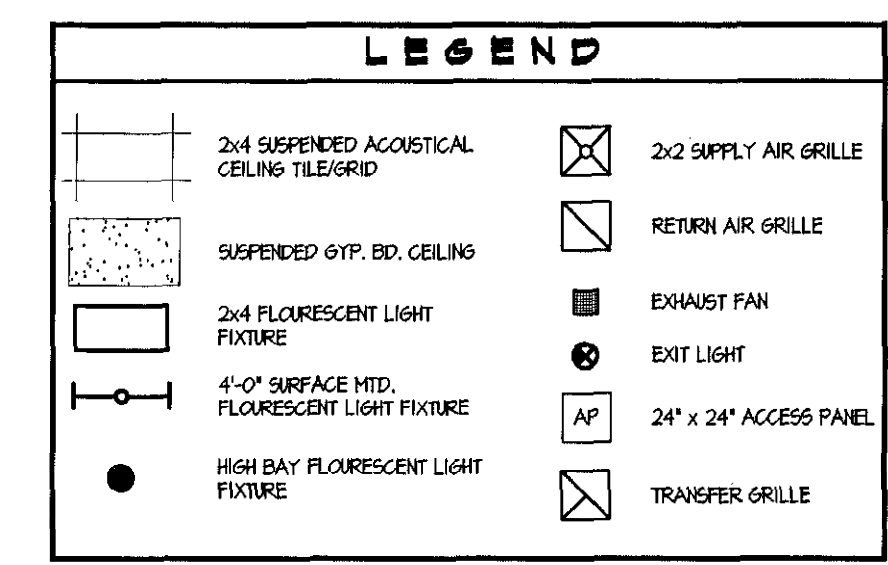 LEGEND
2x4 SUSPENDED ACOUSTICAL
CEILING TILE/GRID
SUSPENDED GYP. BD. CEILING
2x4 FLOURESCENT LIGHT
FIXTURE
4'-0" SURFACE MTD.
FLOURESCENT LIGHT FIXTURE
HIGH BAY FLOURESCENT LIGHT
FIXTURE
2x2 SUPPLY AIR GRILLE
RETURN AIR GRILLE
EXHAUST FAN
EXIT LIGHT
AP
24" x 24" ACCESS PANEL
TRANSFER GRILLE